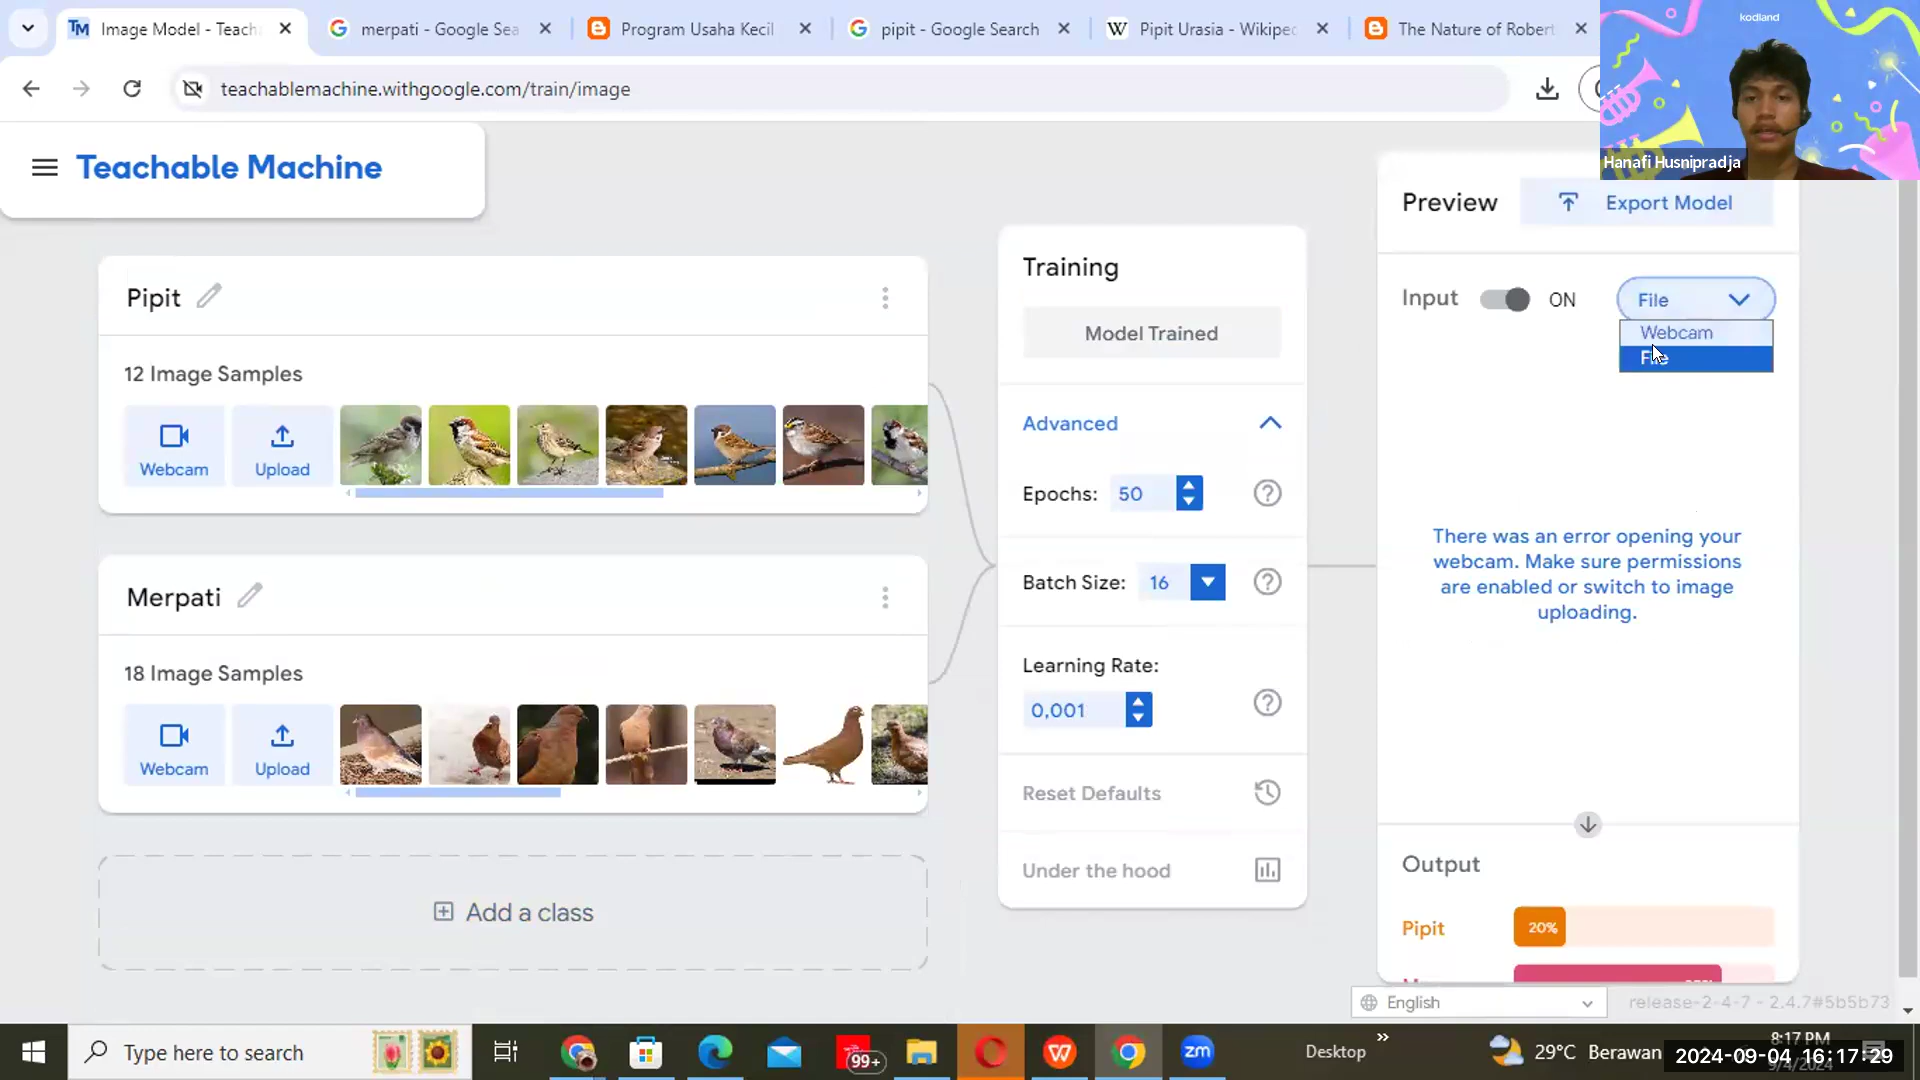 Image Model - Teach
merpati - Google Sea
Program Usaha Kecil
pipit - Google Search
Pipit Urasia - Wikiped
The Nature of Robert
kodland
teachablemachine.withgoogle.com/train/image
Hanafi Husnipradja
Teachable Machine
Preview
Export Model
Pipit
12 Image Samples
Webcam
Upload
Merpati
18 Image Samples
Webcam
Upload
Add a class
Training
Model Trained
Advanced
Epochs:
50
Batch Size:
16
Learning Rate:
0,001
Reset Defaults
Under the hood
Input
ON
File
Webcam
File
There was an error opening your
webcam. Make sure permissions
are enabled or switch to image
uploading.
Output
Pipit
20%
English
release-2-4-7 - 2.4.7#5b5b73
Type here to search
99+
zm
Desktop
29°C Berawan
8:17 PM
9/4/2024
2024-09-04 16:17:29